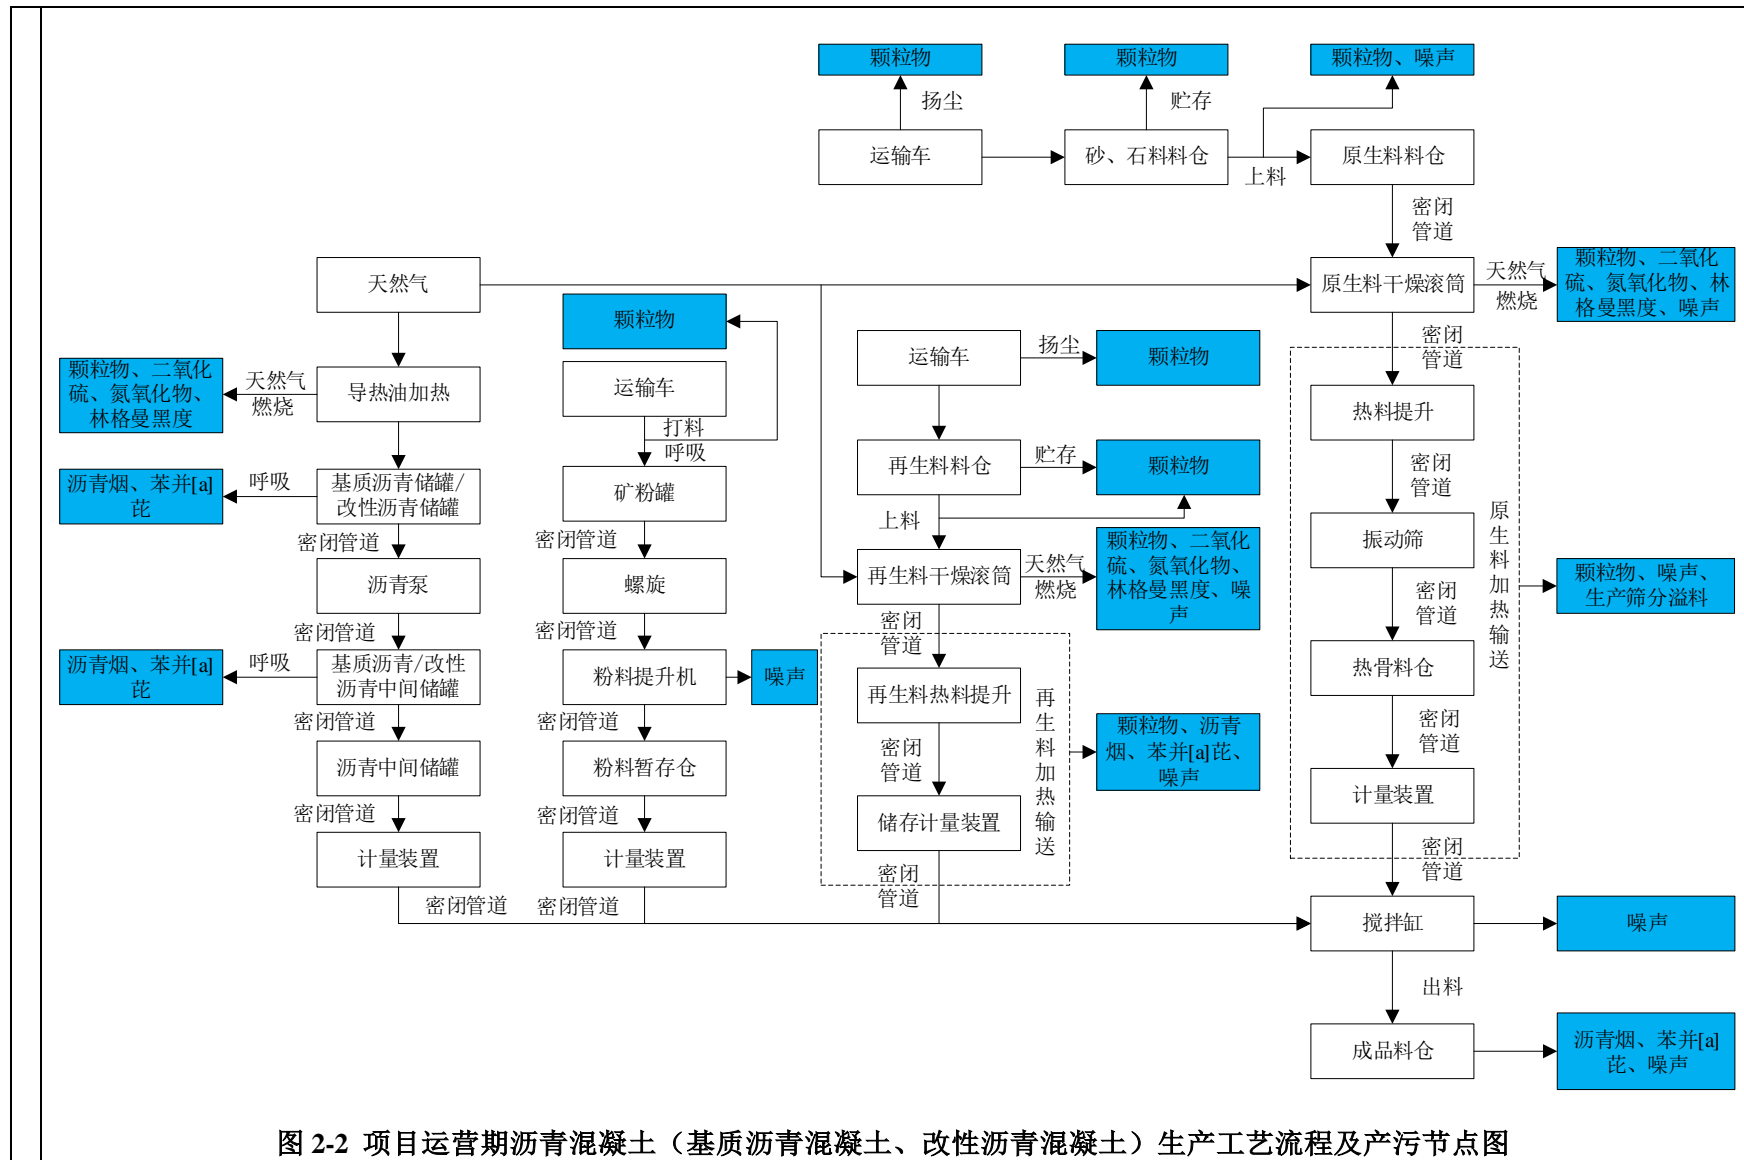 颗粒物
颗粒物
颗粒物、噪声
扬尘
贮存
运输车
砂、石料料仓
上料
原生料料仓
密闭
管道
天然气
原生料干燥滚筒
天然气
燃烧
颗粒物、二氧化
硫、氮氧化物、林
格曼黑度、噪声
颗粒物
密闭
管道
运输车
扬尘
颗粒物
颗粒物、二氧化
硫、氮氧化物、
林格曼黑度
天然气
燃烧
导热油加热
运输车
打料
呼吸
热料提升
密闭
管道
再生料料仓
贮存
颗粒物
沥青烟、苯并[a]
芘
呼吸
基质沥青储罐/
改性沥青储罐
矿粉罐
上料
密闭管道
密闭管道
振动筛
原生料加热输送
颗粒物、噪声、
生产筛分溢料
再生料干燥滚筒
天然气
燃烧
颗粒物、二氧化
硫、氮氧化物、
林格曼黑度、噪
声
沥青泵
螺旋
密闭
管道
密闭管道
密闭管道
密闭
管道
沥青烟、苯并[a]
芘
呼吸
基质沥青/改性
沥青中间储罐
粉料提升机
噪声
再生料热料提升
再生料加热输送
热骨料仓
密闭管道
密闭管道
密闭
管道
颗粒物、沥青
烟、苯并[a]芘、
噪声
密闭
管道
沥青中间储罐
粉料暂存仓
计量装置
密闭管道
密闭管道
储存计量装置
计量装置
计量装置
密闭
管道
密闭
管道
密闭管道
密闭管道
搅拌缸
噪声
出料
成品料仓
沥青烟、苯并[a]
芘、噪声
图 2-2 项目运营期沥青混凝土（基质沥青混凝土、改性沥青混凝土）生产工艺流程及产污节点图